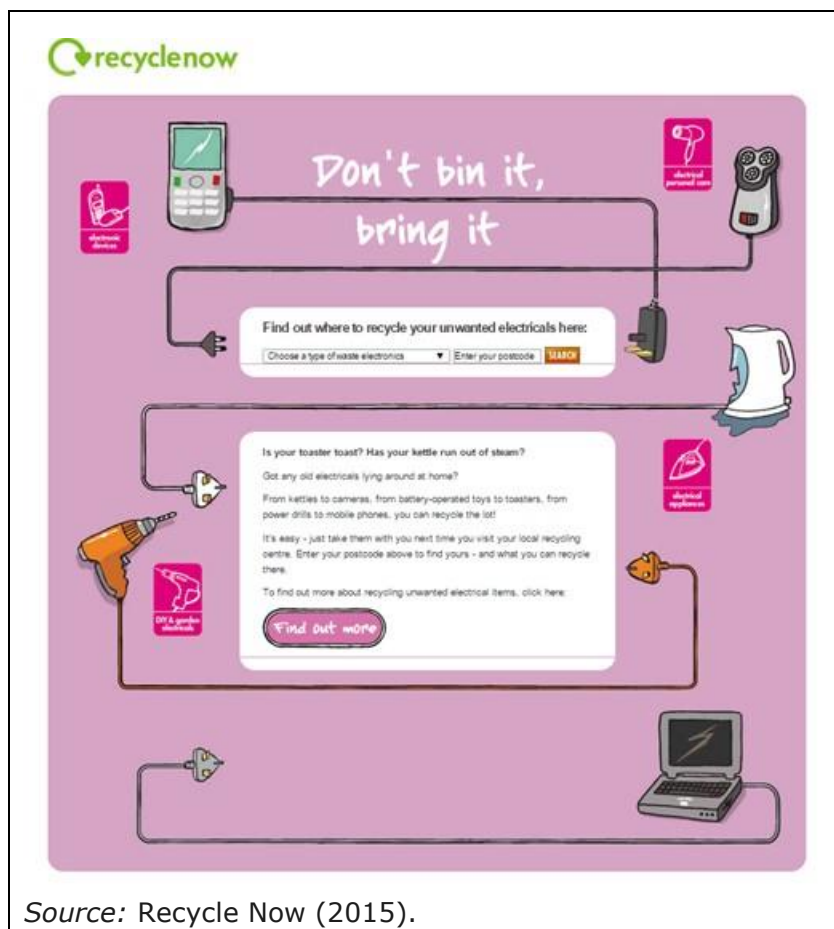 recyclenow
Don't bin it,
bring it
electrical
personal care
electronic
devices
Find out where to recycle your unwanted electricals here:
Choose a type of waste electronics ▼ Enter your postcode SEARCH
Is your toaster toast? Has your kettle run out of steam?
Got any old electricals lying around at home?
From kettles to cameras, from battery-operated toys to toasters, from
power drills to mobile phones, you can recycle the lot!
It's easy - just take them with you next time you visit your local recycling
centre. Enter your postcode above to find yours - and what you can recycle
there.
To find out more about recycling unwanted electrical items, click here:
Find out more
electrical
appliances
DIY & garden
electricals
Source: Recycle Now (2015).